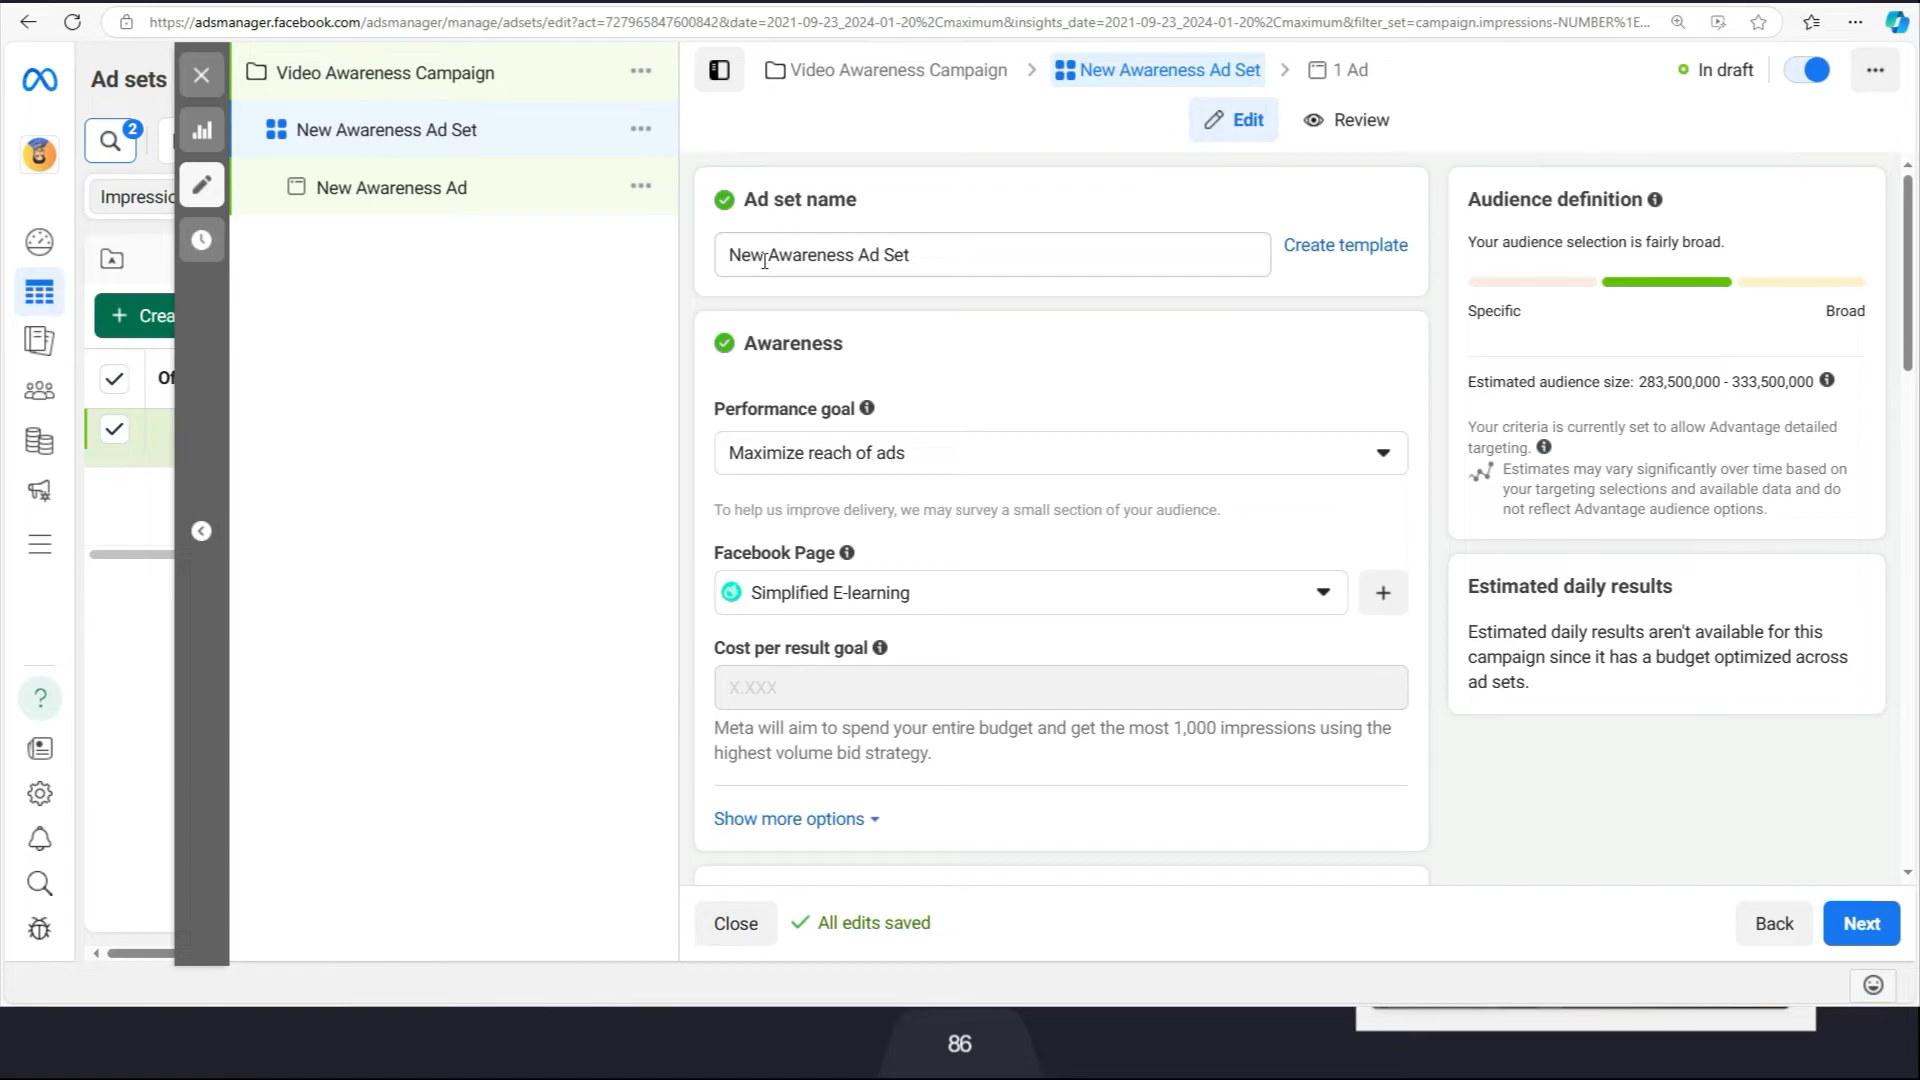 https://adsmanager.facebook.com/adsmanager/manage/adsets/edit?act=727965847600842&date=2021-09-23_2024-01-20%2Cmaximum&insights_date=2021-09-23_2024-01-20%2Cmaximum&filter_set=campaign.impressions-NUMBER%1E...
Ad sets
2
Impressio
+ Crea
Of
Video Awareness Campaign
New Awareness Ad Set
New Awareness Ad
Video Awareness Campaign
New Awareness Ad Set
1 Ad
In draft
Edit
Review
Ad set name
New Awareness Ad Set
Create template
Awareness
Performance goal
Maximize reach of ads
To help us improve delivery, we may survey a small section of your audience.
Facebook Page
Simplified E-learning
Cost per result goal
X.XXX
Meta will aim to spend your entire budget and get the most 1,000 impressions using the
highest volume bid strategy.
Show more options
Audience definition
Your audience selection is fairly broad.
Specific
Broad
Estimated audience size: 283,500,000 - 333,500,000
Your criteria is currently set to allow Advantage detailed
targeting.
Estimates may vary significantly over time based on
your targeting selections and available data and do
not reflect Advantage audience options.
Estimated daily results
Estimated daily results aren't available for this
campaign since it has a budget optimized across
ad sets.
Close
All edits saved
Back
Next
86